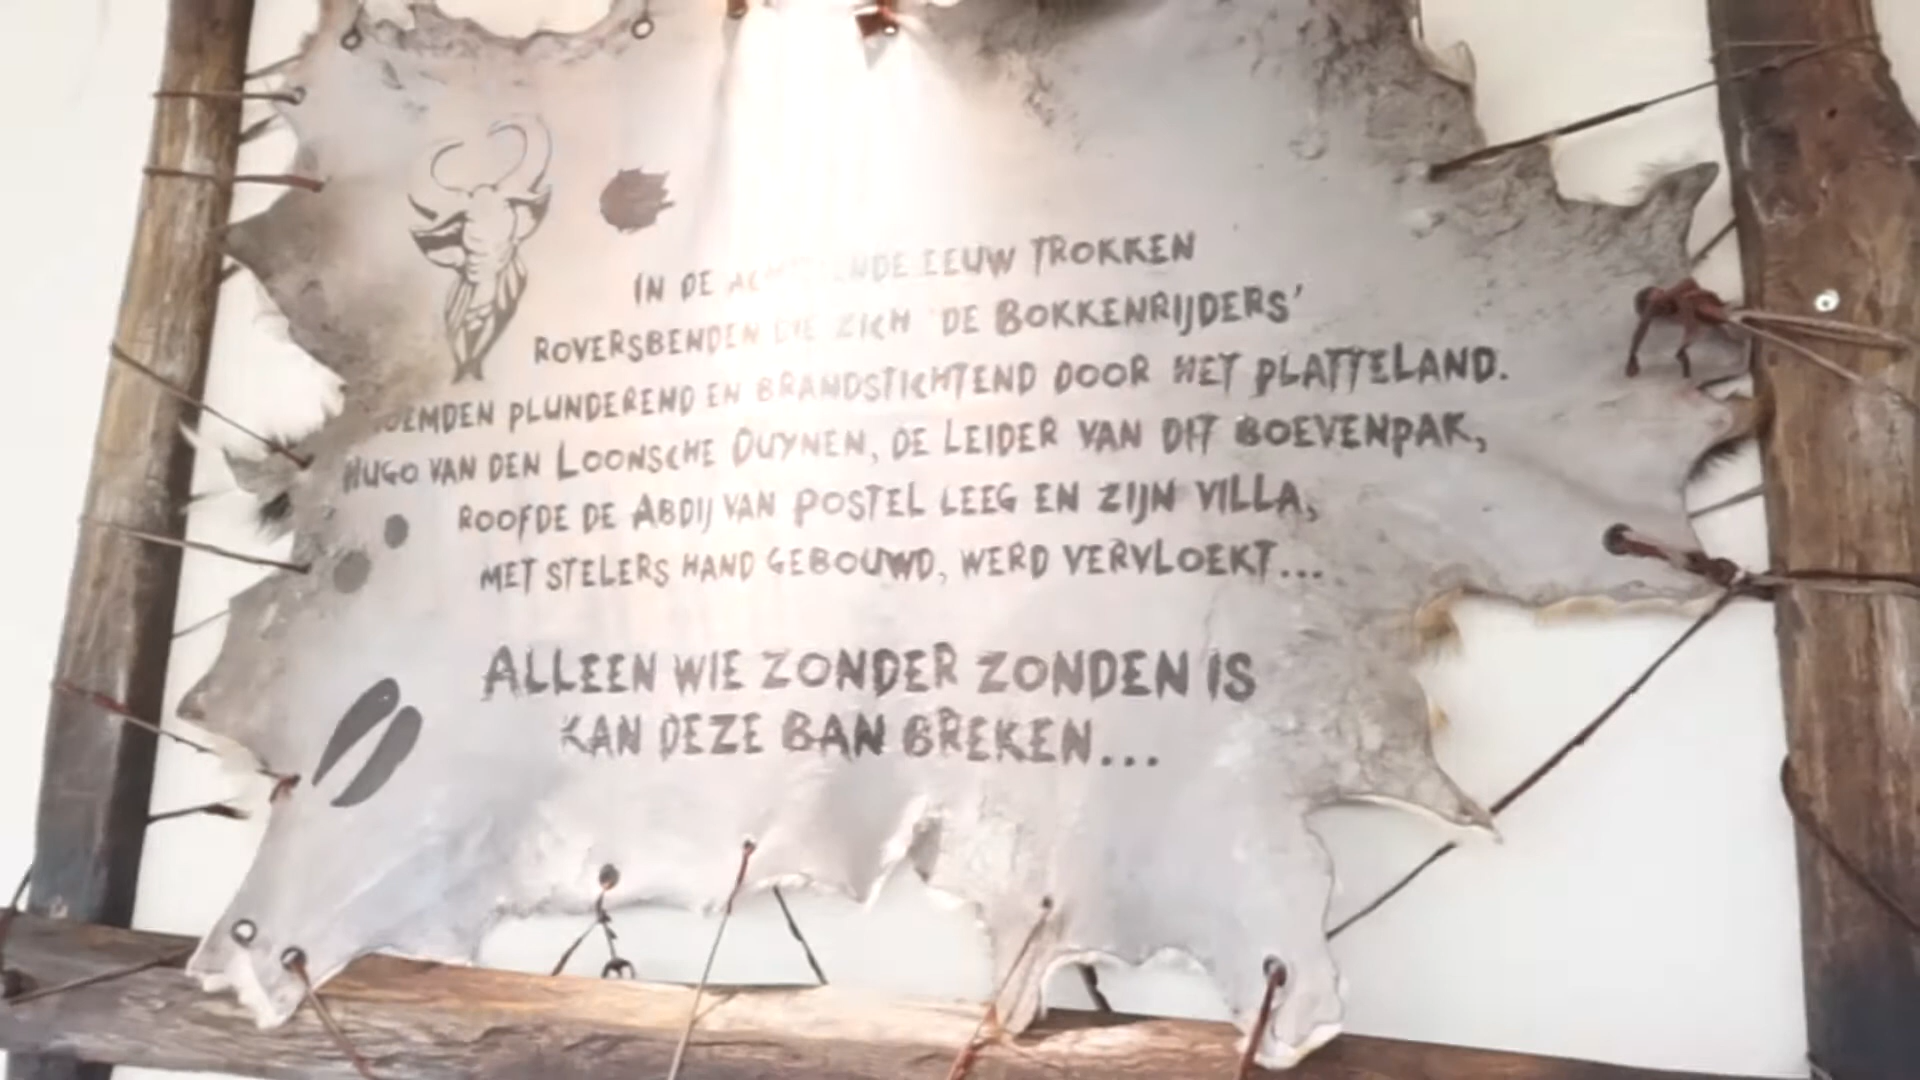 IN DE ACHTTIENDE EEUW TROKKEN
ROVERSBENDEN DIE ZICH 'DE BOKKENRIJDERS'
NOEMDEN PLUNDEREND EN BRANDSTICHTEND DOOR HET PLATTELAND.
HUGO VAN DEN LOONSCHE DUYNEN, DE LEIDER VAN DIT BOEVENPAK,
ROOFDE DE ABDIJ VAN POSTEL LEEG EN ZIJN VILLA,
MET STELERS HAND GEBOUWD, WERD VERVLOEKT...
ALLEEN WIE ZONDER ZONDEN IS
KAN DEZE BAN BREKEN...